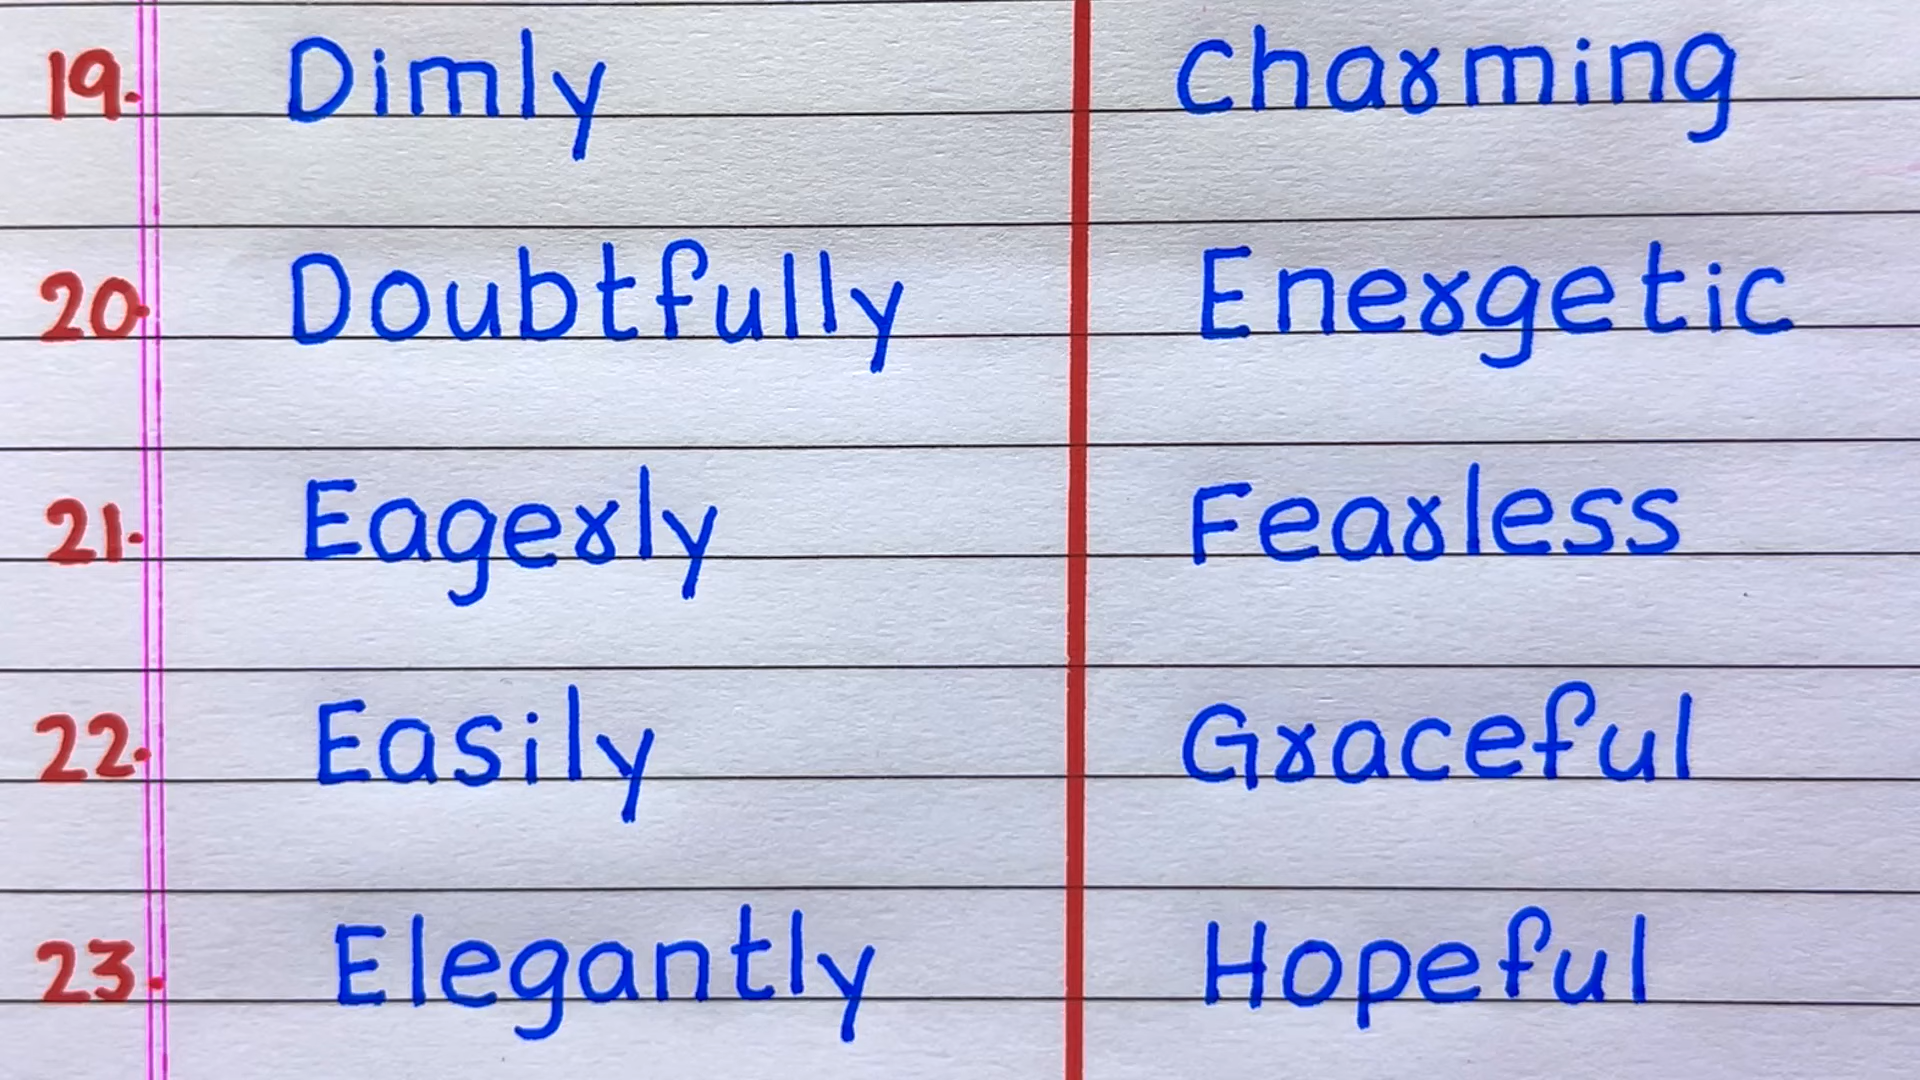 19. Dimly Charming
20. Doubtfully Energetic
21. Eagerly Fearless
22. Easily Graceful
23. Elegantly Hopeful